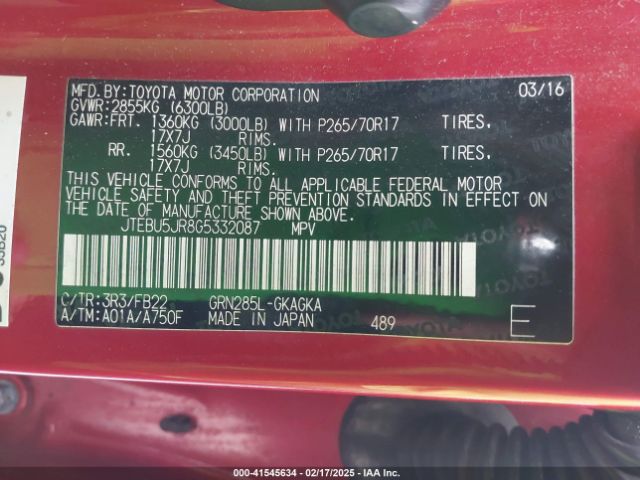 MFD.BY:TOYOTA MOTOR CORPORATION 03/16
GVWR:2855KG (6300LB)
GAWR:FRT. 1360KG (3000LB) WITH P265/70R17 TIRES,
17X7J RIMS.
RR. 1560KG (3450LB) WITH P265/70R17 TIRES,
17X7J RIMS.
THIS VEHICLE CONFORMS TO ALL APPLICABLE FEDERAL MOTOR
VEHICLE SAFETY AND THEFT PREVENTION STANDARDS IN EFFECT ON
THE DATE OF MANUFACTURE SHOWN ABOVE.
JTEBU5JR8G5332087 MPV
C/TR:3R3/FB22 GRN285L-GKAGKA
A/TM:A01A/A750F MADE IN JAPAN 489 E
000-41545634 - 02/17/2025 - IAA Inc.